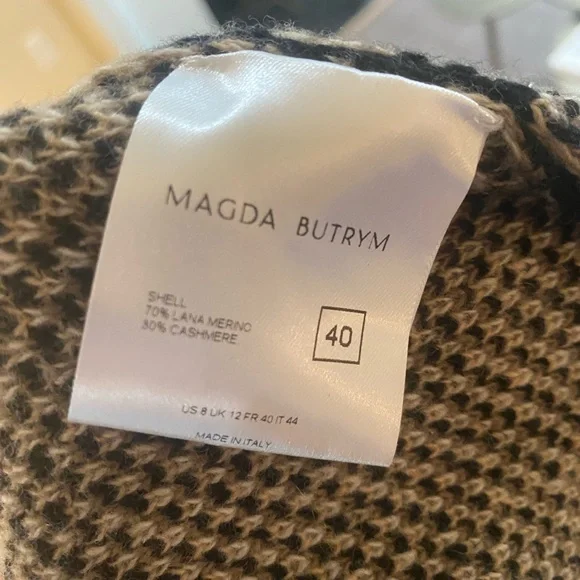 MAGDA BUTRYM
SHELL
70% LANA MERINO
30% CASHMERE
40
US 8 UK 12 FR 40 IT 44
MADE IN ITALY